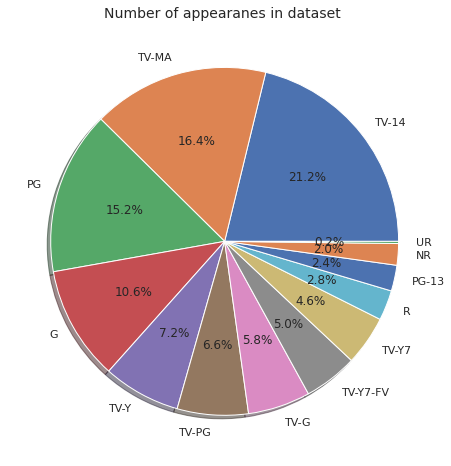 Number of appearanes in dataset
TV-MA
TV-14
16.4%
21.2%
PG
15.2%
0.2%
UR
2.0%
NR
2.4%
PG-13
2.8%
R
10.6%
4.6%
5.0%
TV-Y7
G
7.2%
6.6%
5.8%
TV-Y7-FV
TV-Y
TV-PG
TV-G